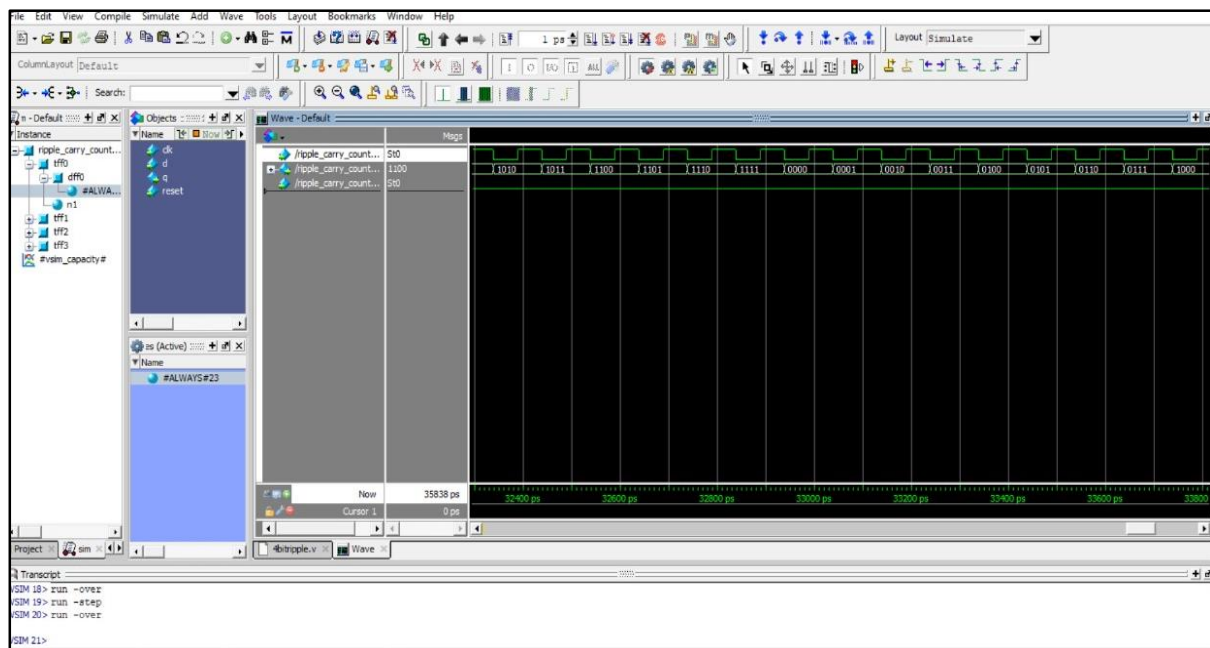 File Edit View Compile Simulate Add Wave Tools Layout Bookmarks Window Help
1 ps
Layout Simulate
ColumnLayout Default
Search:
- Default
Objects
Wave - Default
Instance
Name
Now
Msgs
ripple_carry_count...
tff0
dff0
#ALWA...
n1
tff1
tff2
tff3
#vsim_capacity#
clk
d
q
reset
/ripple_carry_count... St0
/ripple_carry_count... 1100
/ripple_carry_count... St0
1010 1011 1100 1101 1110 1111 0000 0001 0010 0011 0100 0101 0110 0111 1000
es (Active)
Name
#ALWAYS#23
Now 35838 ps
Cursor 1 0 ps
32400 ps 32600 ps 32800 ps 33000 ps 33200 ps 33400 ps 33600 ps 33800
Project sim
4bitripple.v Wave
Transcript
VSIM 18> run -over
VSIM 19> run -step
VSIM 20> run -over
VSIM 21>